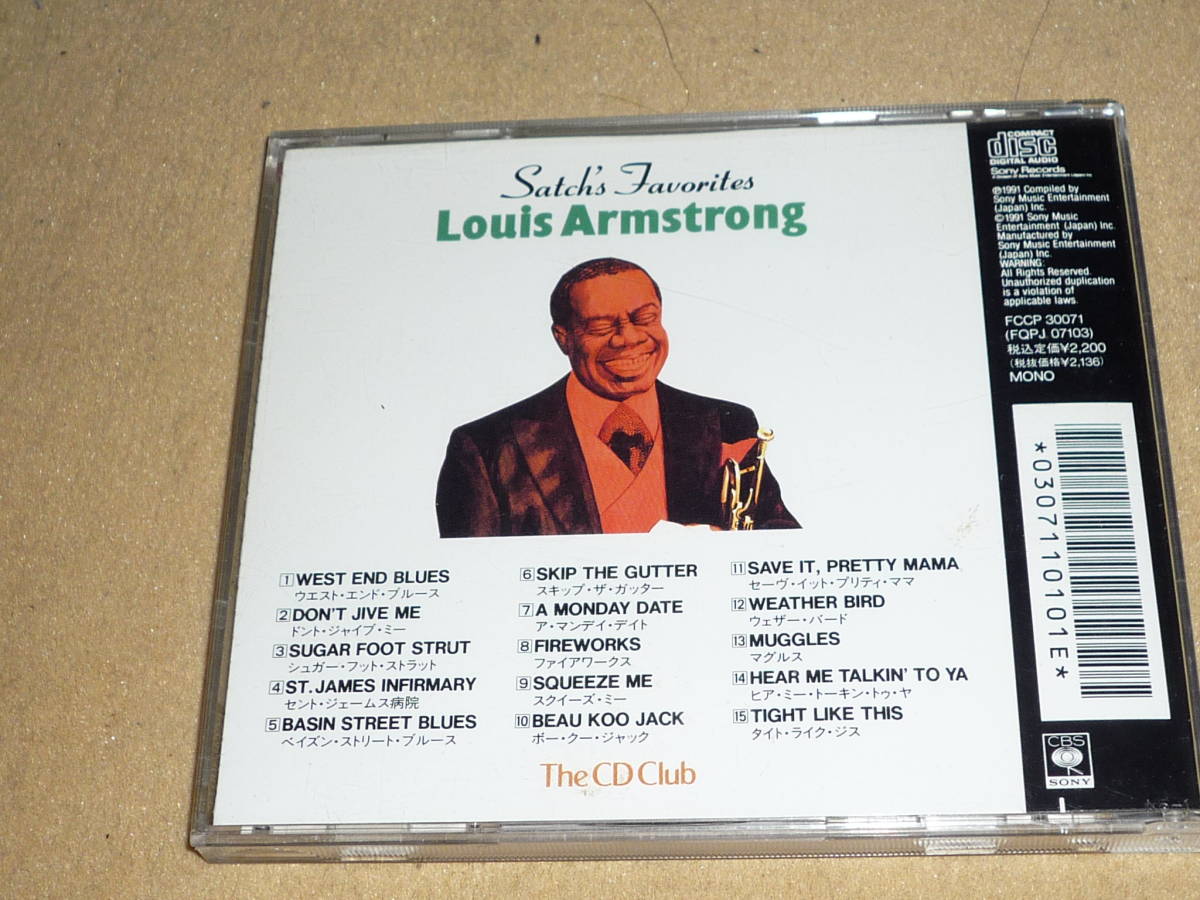 Satch's Favorites
Louis Armstrong
1 WEST END BLUES
ウエスト・エンド・ブルース
2 DON'T JIVE ME
ドント・ジャイブ・ミー
3 SUGAR FOOT STRUT
シュガー・フット・ストラット
4 ST. JAMES INFIRMARY
セント・ジェームス病院
5 BASIN STREET BLUES
ベイズン・ストリート・ブルース
6 SKIP THE GUTTER
スキップ・ザ・ガッター
7 A MONDAY DATE
ア・マンデイ・デイト
8 FIREWORKS
ファイアワークス
9 SQUEEZE ME
スクイーズ・ミー
10 BEAU KOO JACK
ボー・クー・ジャック
11 SAVE IT, PRETTY MAMA
セーヴ・イット・プリティ・ママ
12 WEATHER BIRD
ウェザー・バード
13 MUGGLES
マグルス
14 HEAR ME TALKIN' TO YA
ヒア・ミー・トーキン・トゥ・ヤ
15 TIGHT LIKE THIS
タイト・ライク・ジス
The CD Club
COMPACT
disc
DIGITAL AUDIO
Sony Records
℗1991 Compiled by
Sony Music Entertainment
(Japan) Inc.
©1991 Sony Music
Entertainment (Japan) Inc.
Manufactured by
Sony Music Entertainment
(Japan) Inc.
WARNING:
All Rights Reserved.
Unauthorized duplication
is a violation of
applicable laws.
FCCP 30071
(FQPJ 07103)
税込定価¥2,200
(税抜価格¥2,136)
MONO
*0307110101E*
CBS
SONY